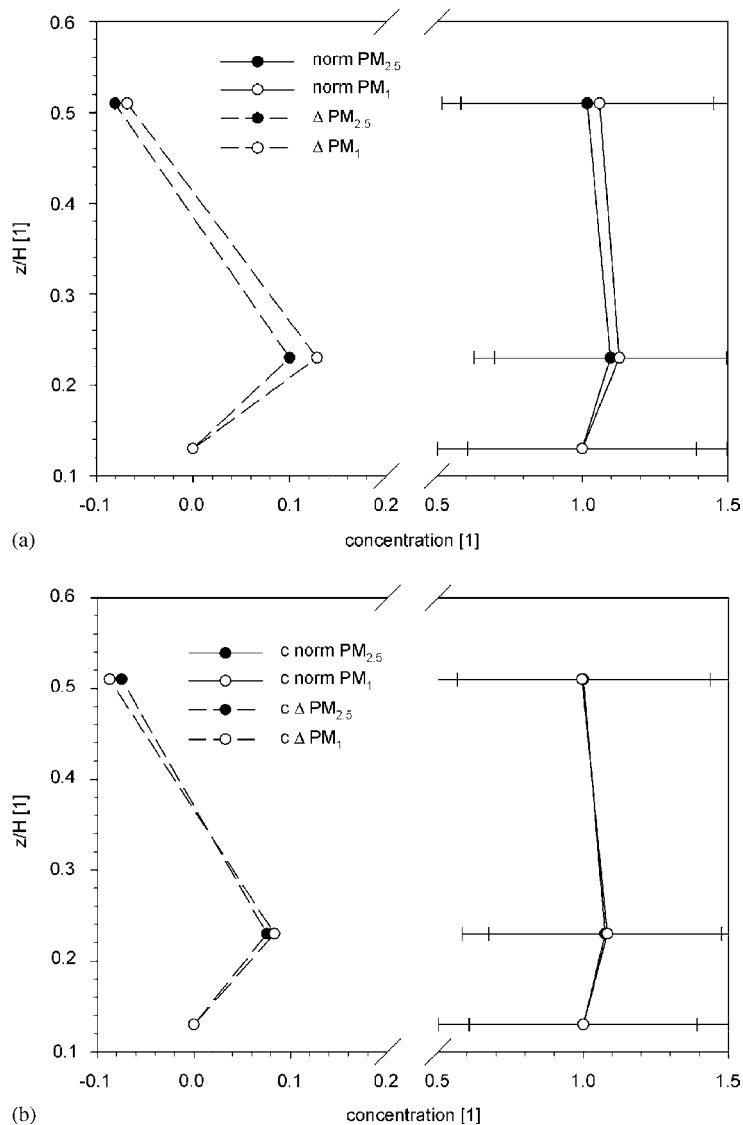 0.6
norm PM2.5
norm PM1
Δ PM2.5
Δ PM1
0.5
0.4
z/H [1]
0.3
0.2
0.1
-0.1 0.0 0.1 0.2 0.5 1.0 1.5
(a) concentration [1]
0.6
c norm PM2.5
c norm PM1
c Δ PM2.5
c Δ PM1
0.5
0.4
z/H [1]
0.3
0.2
0.1
-0.1 0.0 0.1 0.2 0.5 1.0 1.5
(b) concentration [1]